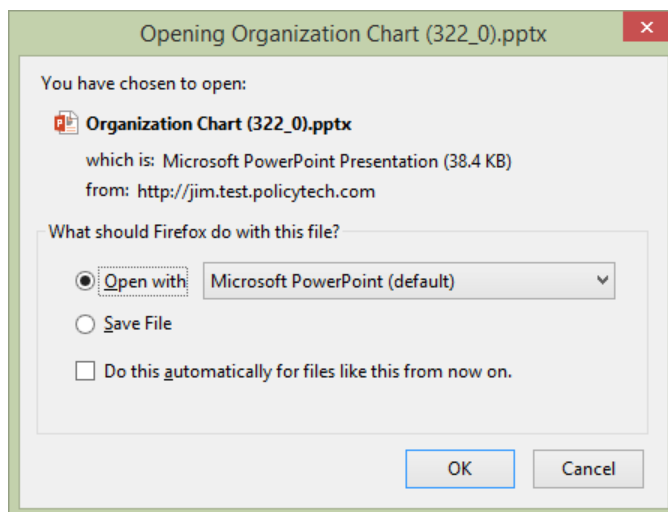 Opening Organization Chart (322_0).pptx
You have chosen to open:
Organization Chart (322_0).pptx
which is: Microsoft PowerPoint Presentation (38.4 KB)
from: http://jim.test.policytech.com
What should Firefox do with this file?
Open with Microsoft PowerPoint (default)
Save File
Do this automatically for files like this from now on.
OK Cancel